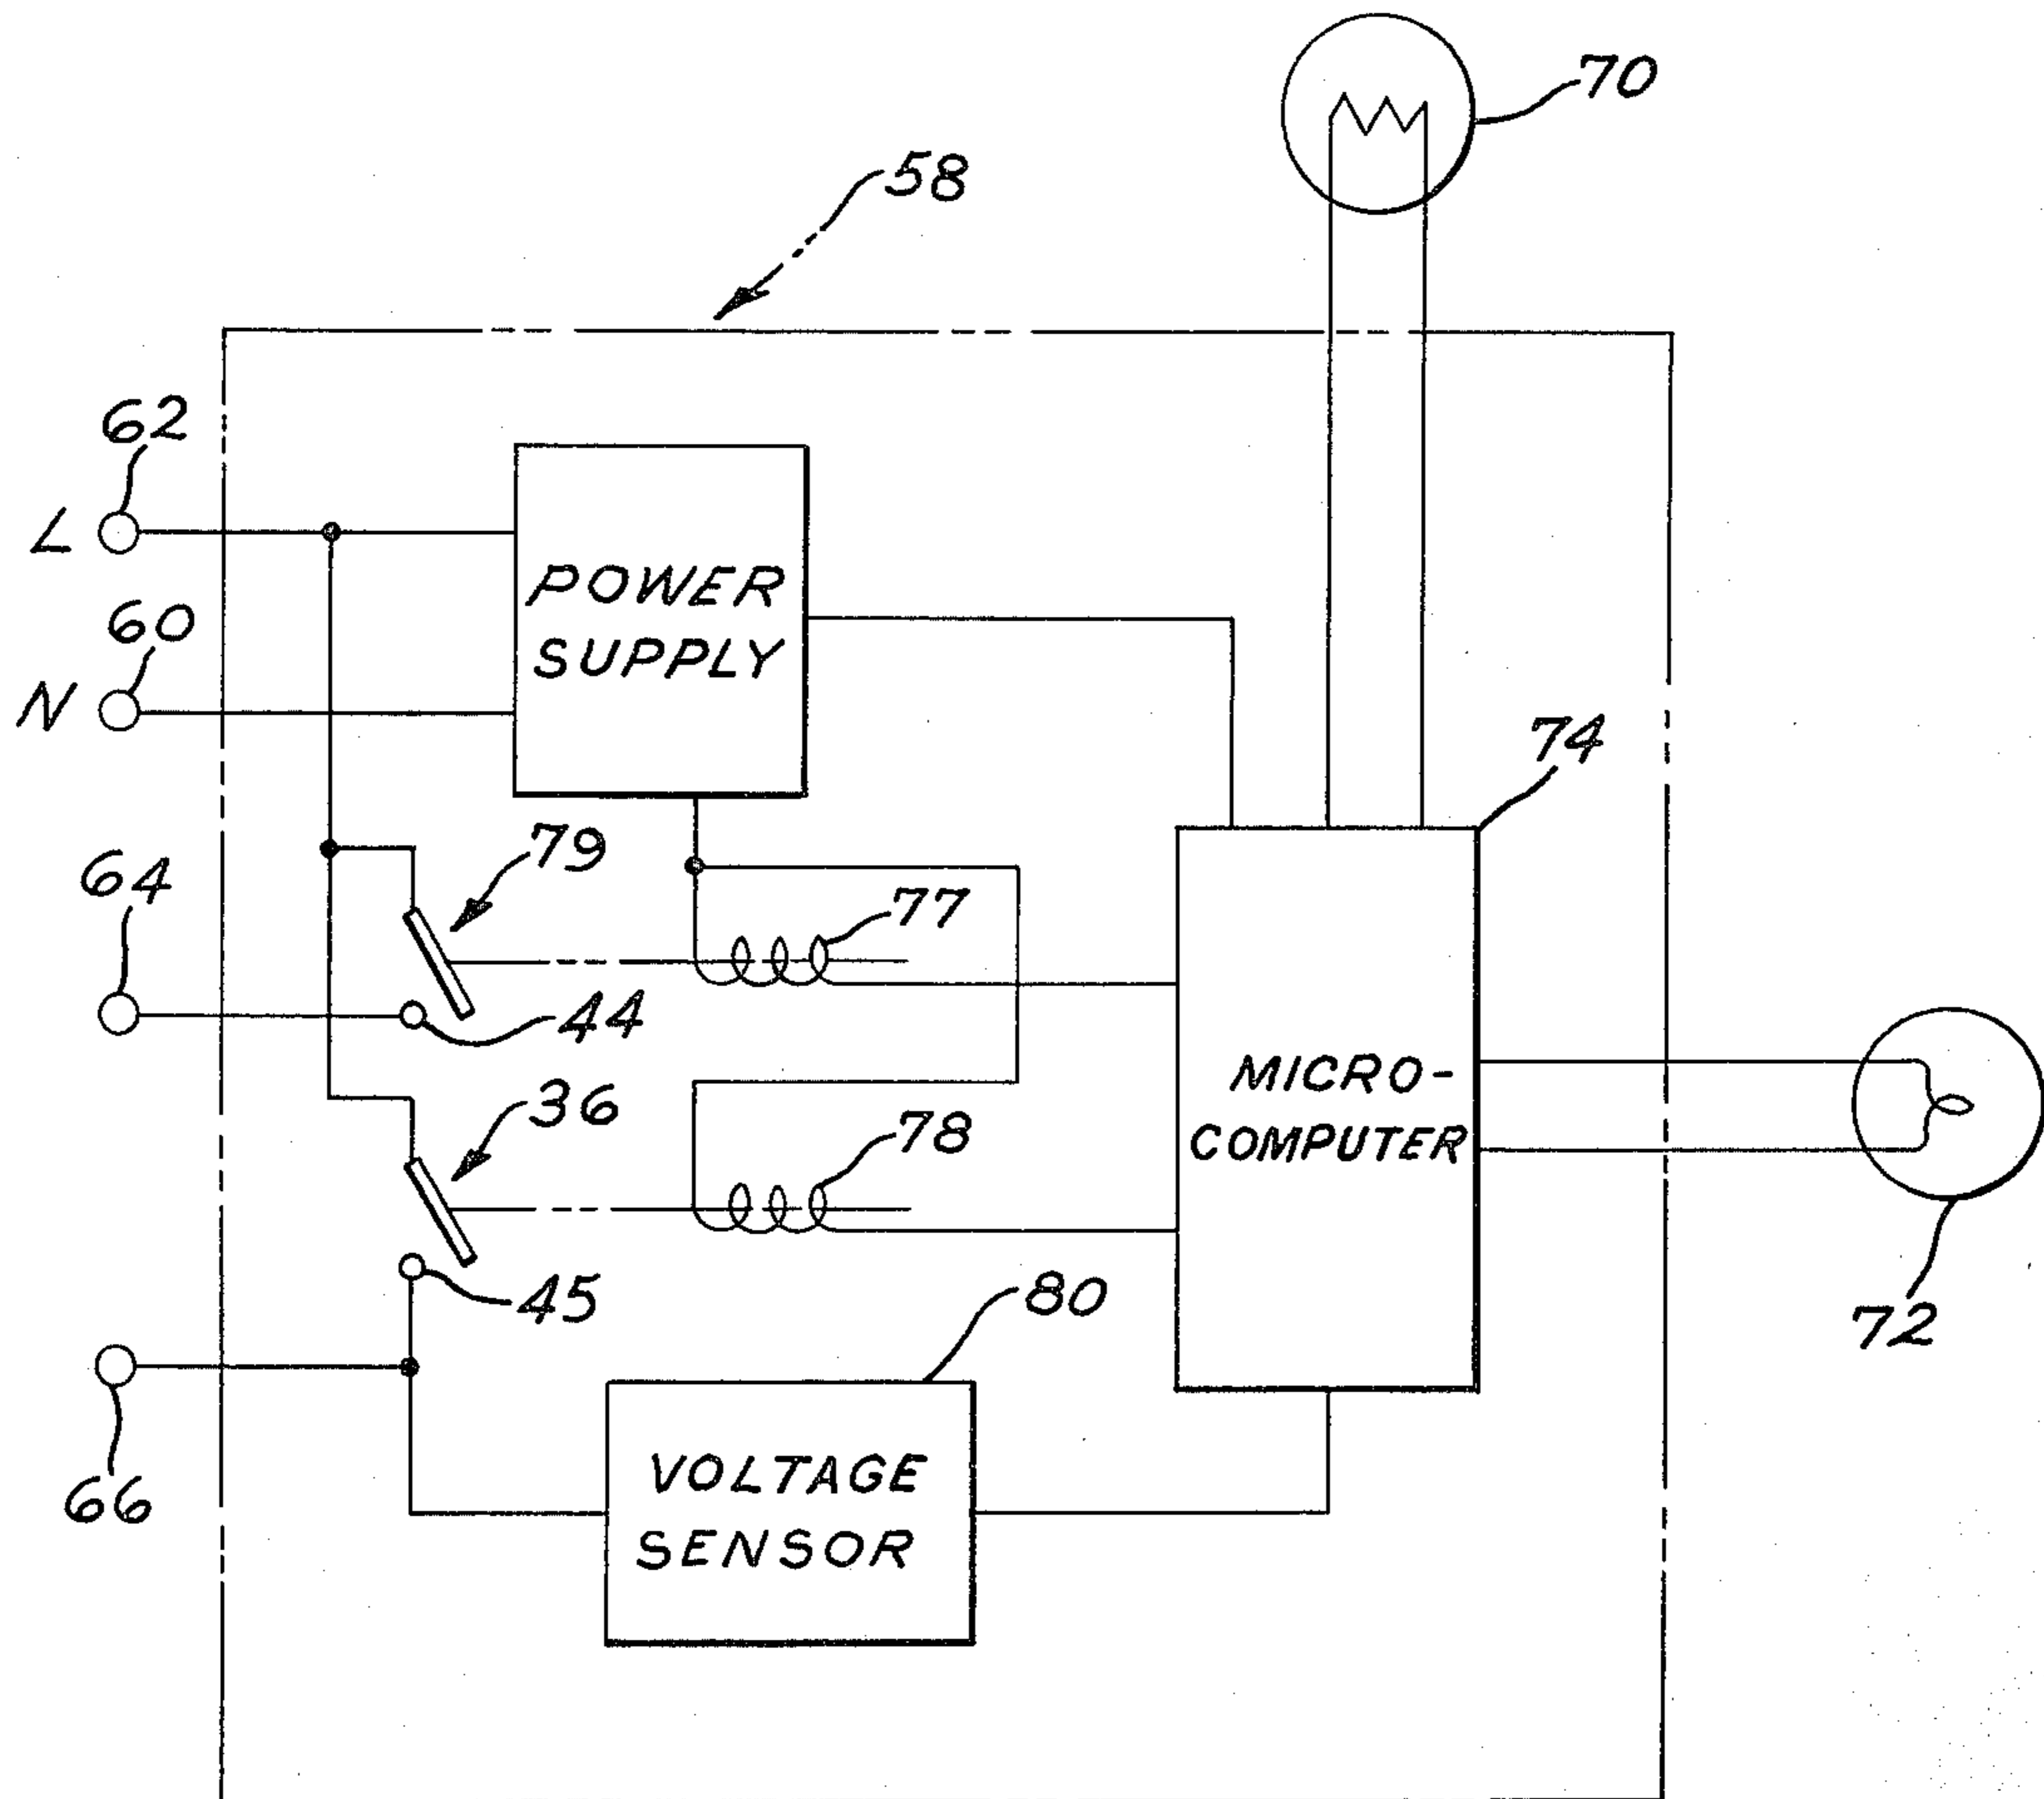 70
58
62
L
POWER
SUPPLY
60
N
74
79
64
77
44
MICRO-
COMPUTER
36
78
45
80
72
66
VOLTAGE
SENSOR